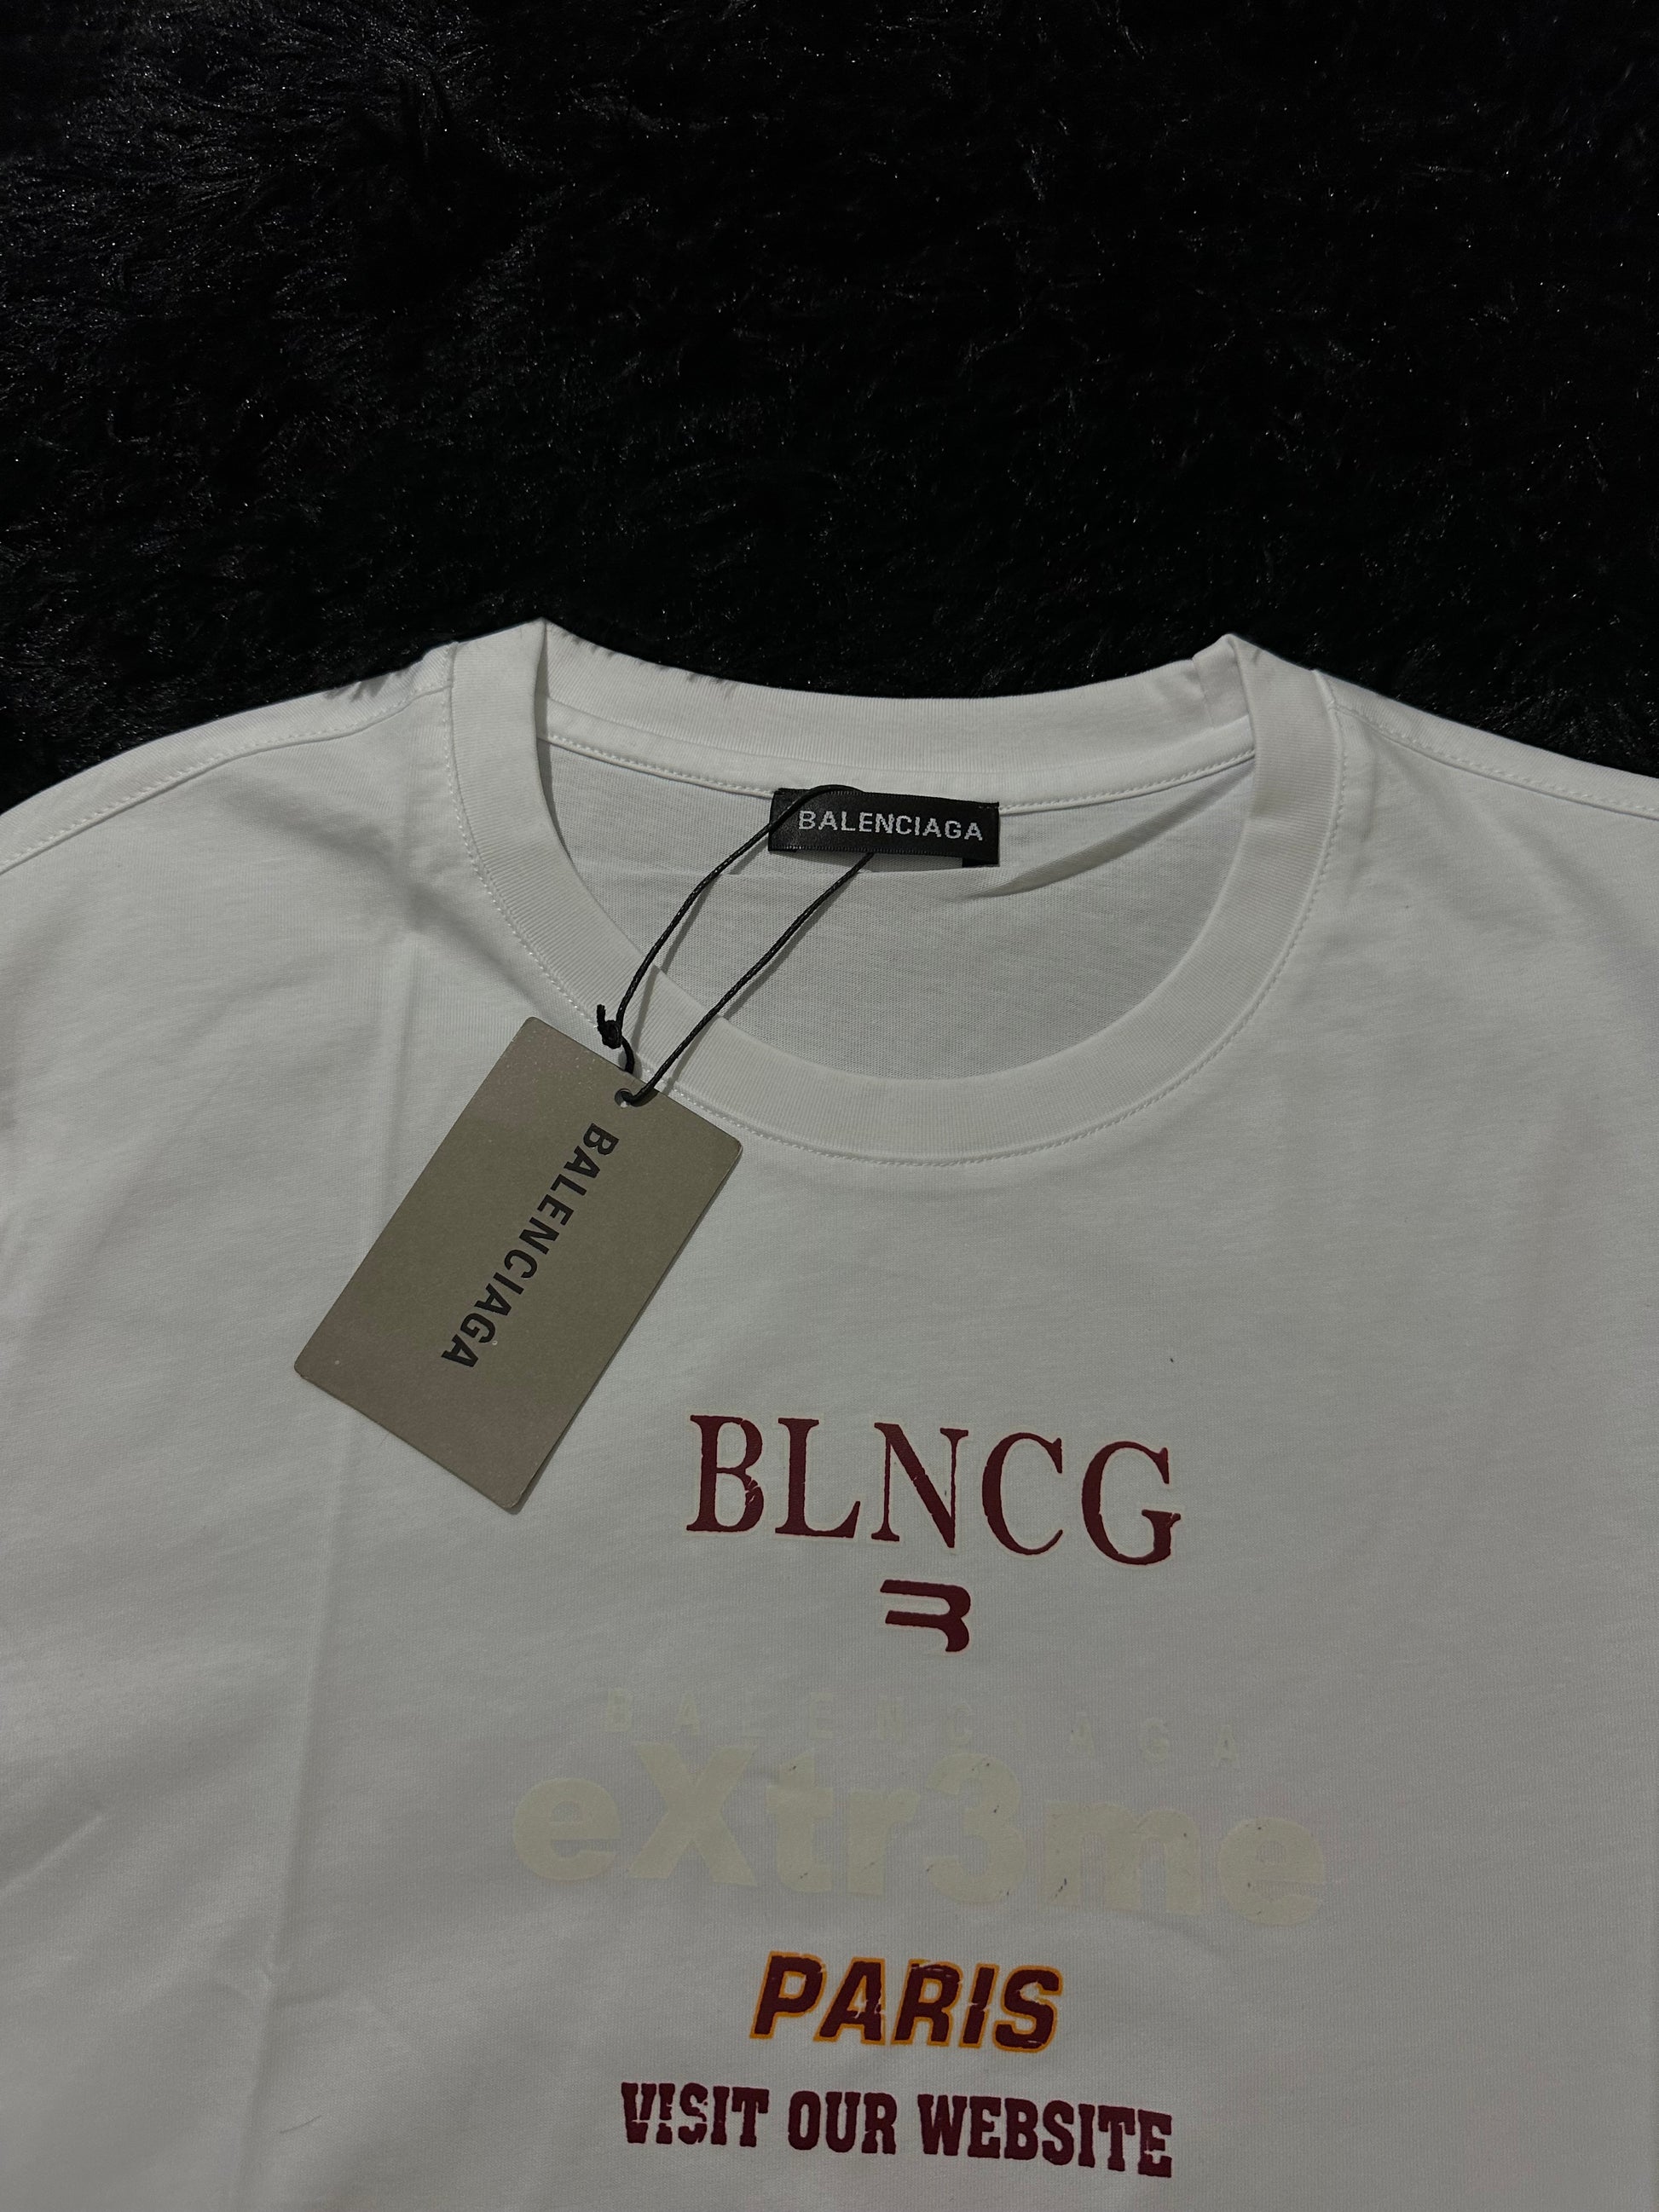 BALENCIAGA
BALENCIAGA
BLNCG
BALENCIAGA
eXtr3me
PARIS
VISIT OUR WEBSITE